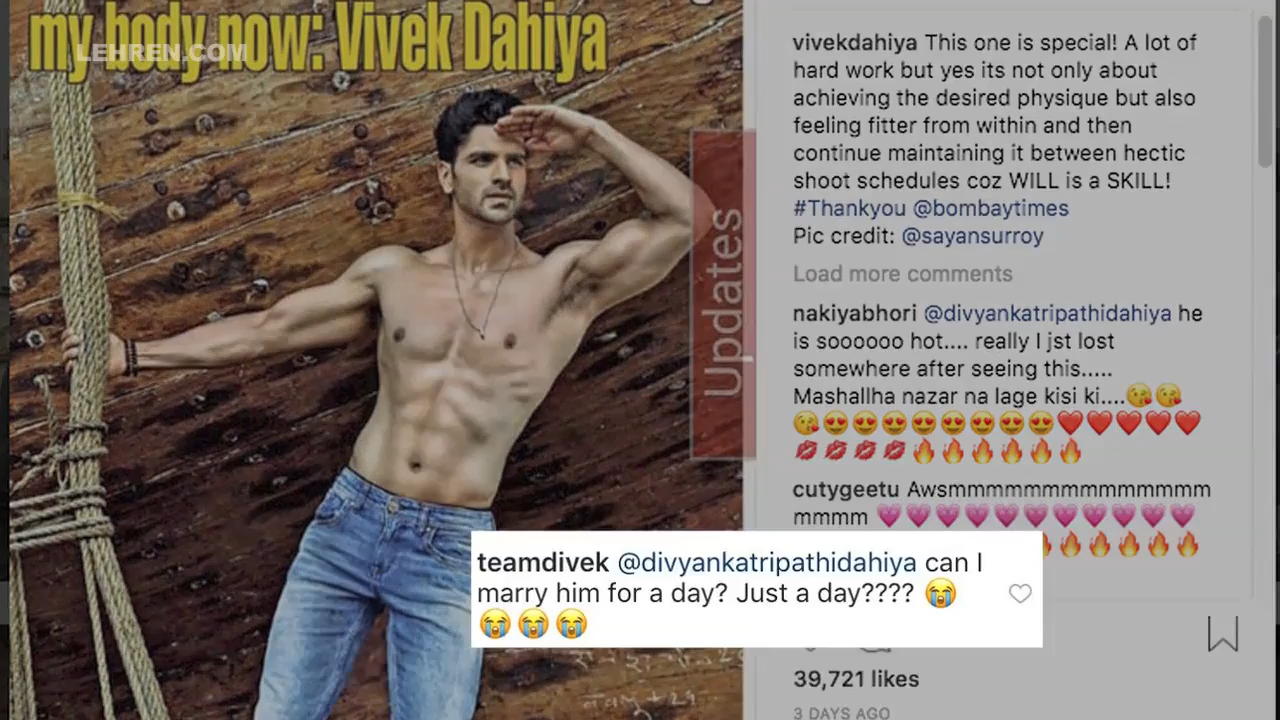 my body now: Vivek Dahiya
LEHREN.COM
Updates
vivekdahiya This one is special! A lot of
hard work but yes its not only about
achieving the desired physique but also
feeling fitter from within and then
continue maintaining it between hectic
shoot schedules coz WILL is a SKILL!
#Thankyou @bombaytimes
Pic credit: @sayansurroy
Load more comments
nakiyabhori @divyankatripathidahiya he
is soooooo hot.... really I jst lost
somewhere after seeing this.....
Mashallha nazar na lage kisi ki....😘😘
😘😍😍😍😍😍😍😍😍❤️❤️❤️❤️❤️
💋💋💋💋🔥🔥🔥🔥🔥🔥
cutygeetu Awsmmmmmmmmmmmmm
mmmm 💗💗💗💗💗💗💗💗💗💗💗
🔥🔥🔥🔥🔥
teamdivek @divyankatripathidahiya can I
marry him for a day? Just a day???? 😭
😭😭😭
39,721 likes
3 DAYS AGO